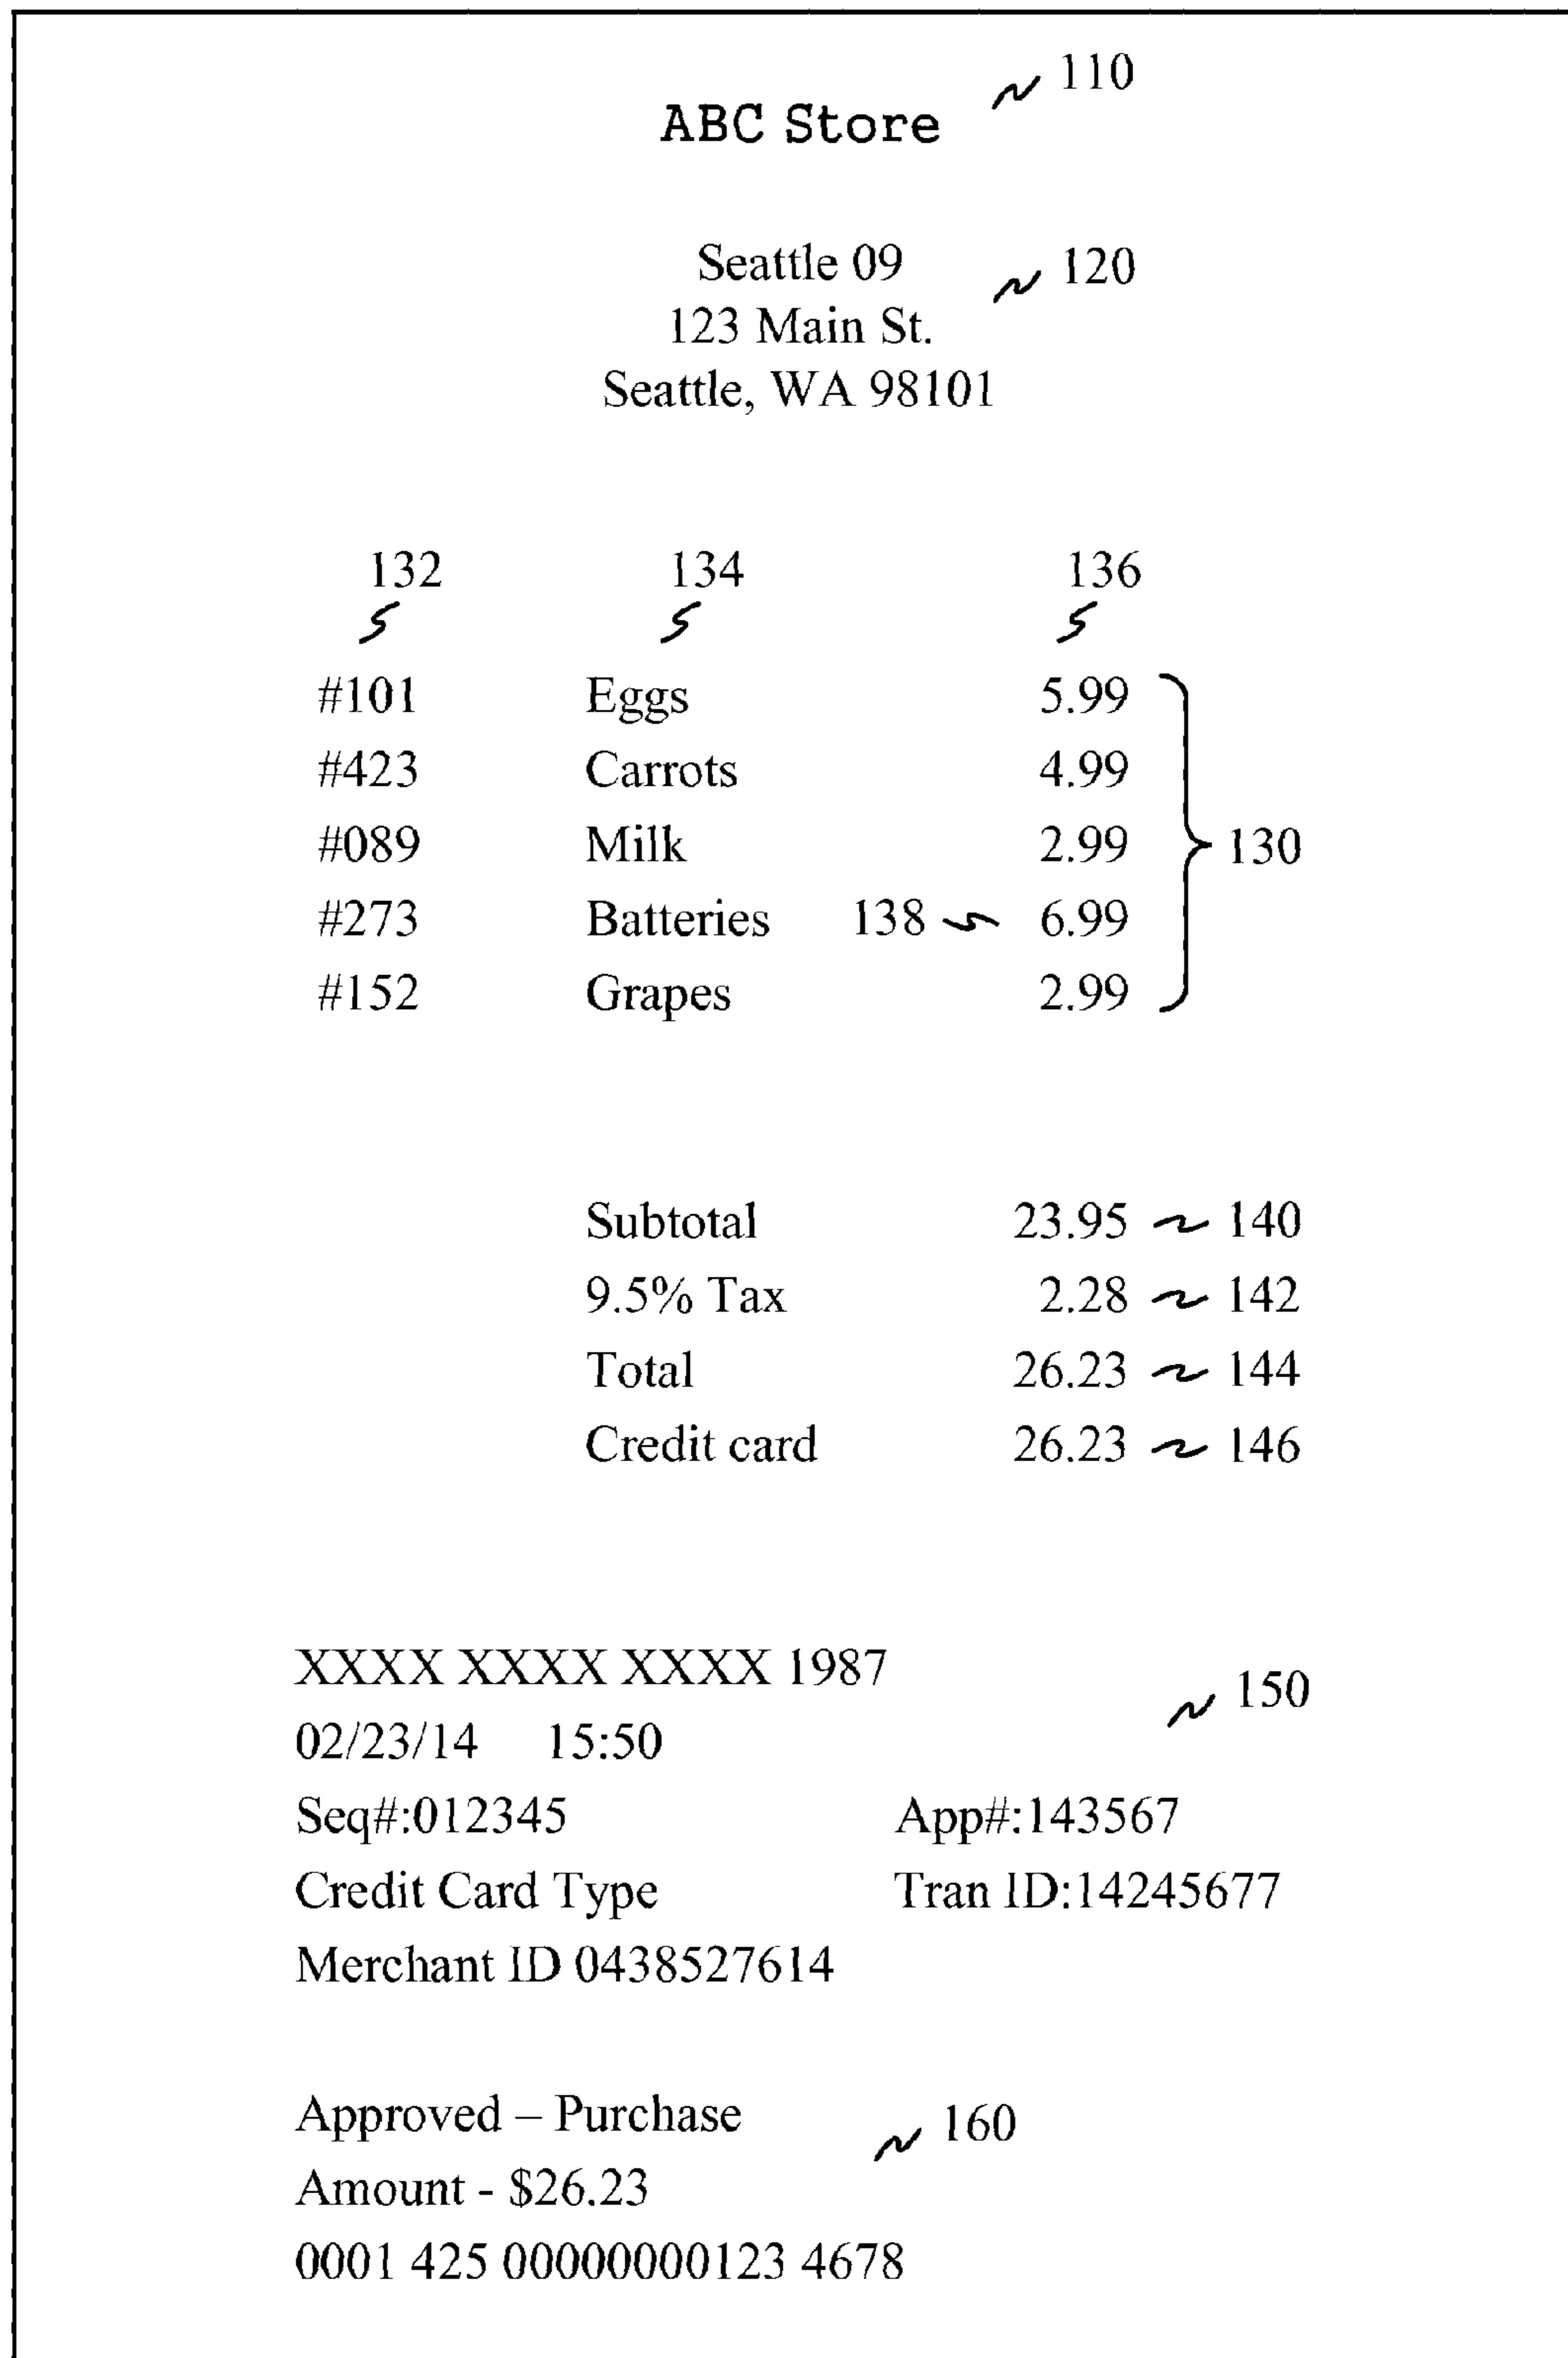 110
ABC Store
Seattle 09
120
123 Main St.
Seattle, WA 98101
132 134 136
#101 Eggs 5.99
#423 Carrots 4.99
#089 Milk 2.99 130
#273 Batteries 138 6.99
#152 Grapes 2.99
Subtotal 23.95 140
9.5% Tax 2.28 142
Total 26.23 144
Credit card 26.23 146
XXXX XXXX XXXX 1987
150
02/23/14 15:50
Seq#:012345 App#:143567
Credit Card Type Tran ID:14245677
Merchant ID 0438527614
Approved – Purchase
160
Amount - $26.23
0001 425 00000000123 4678